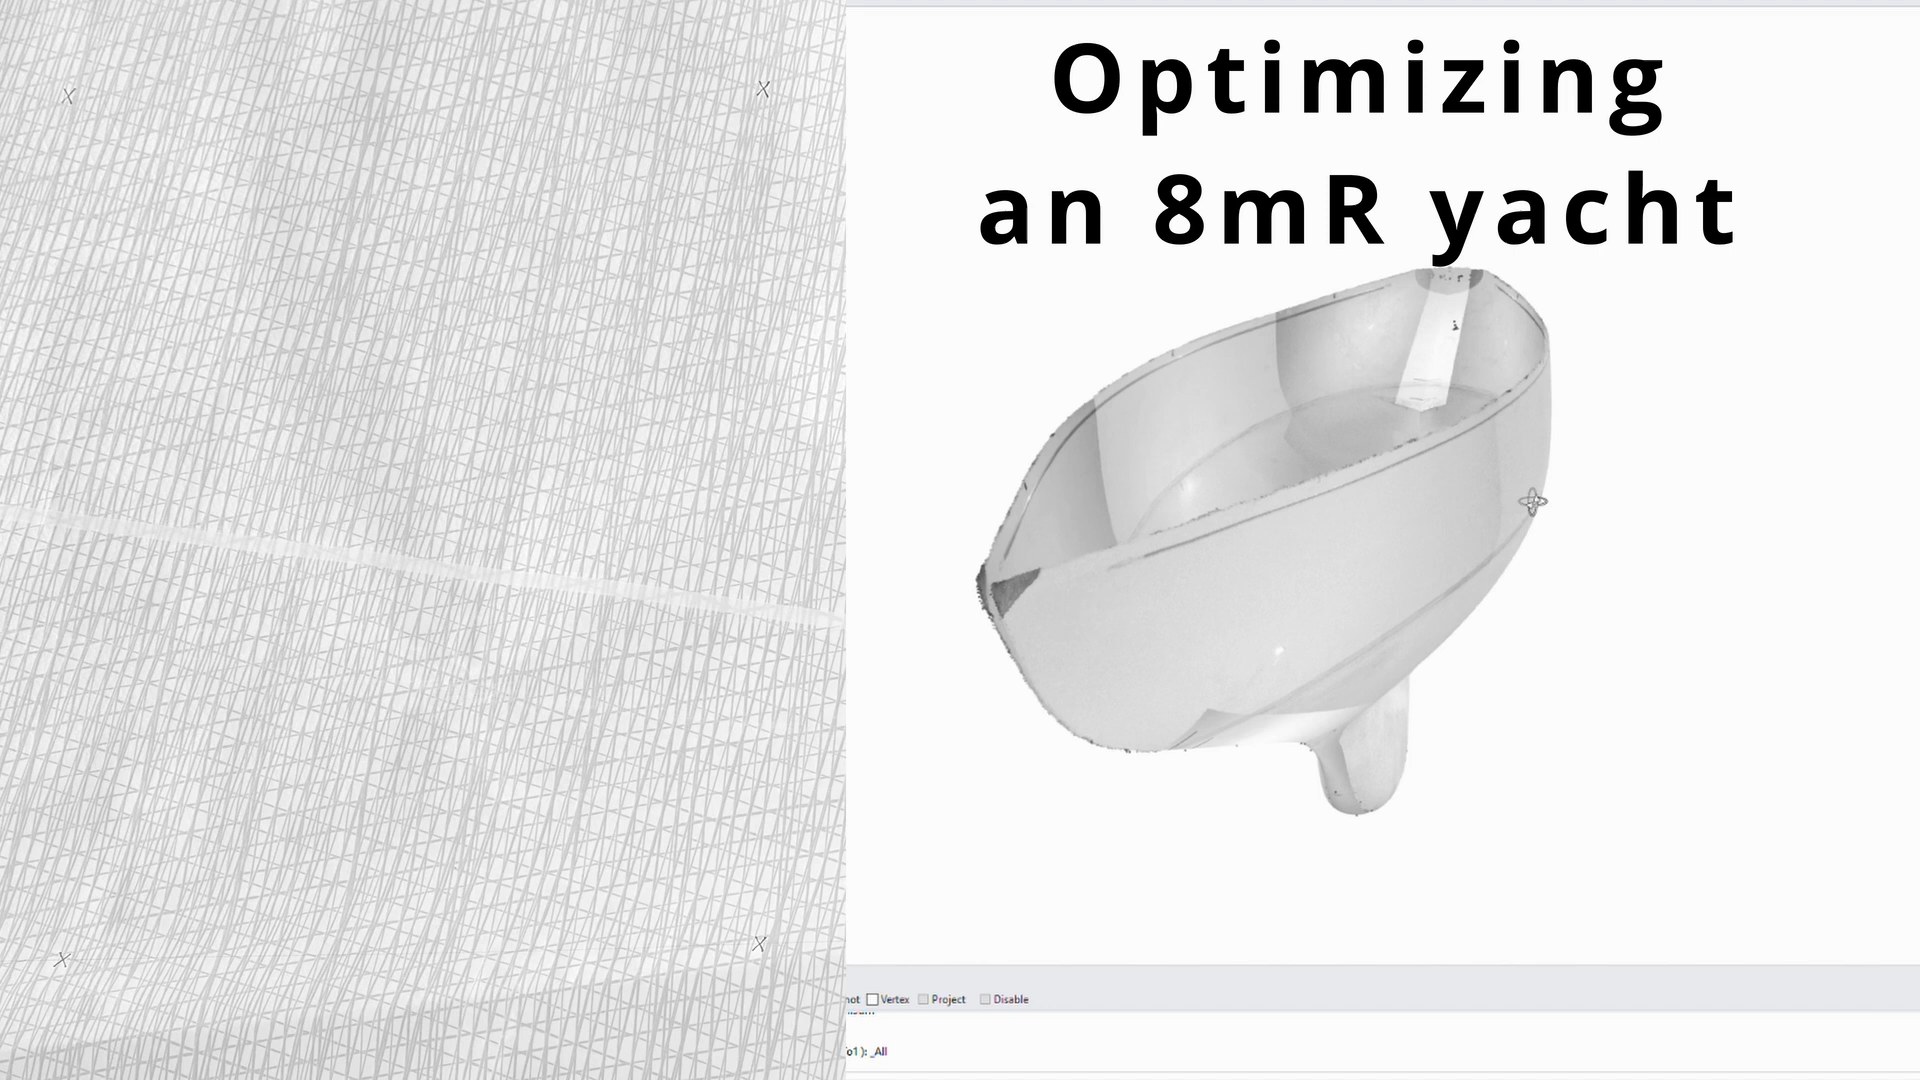 Optimizing
an 8mR yacht
Vertex Project Disable
_All